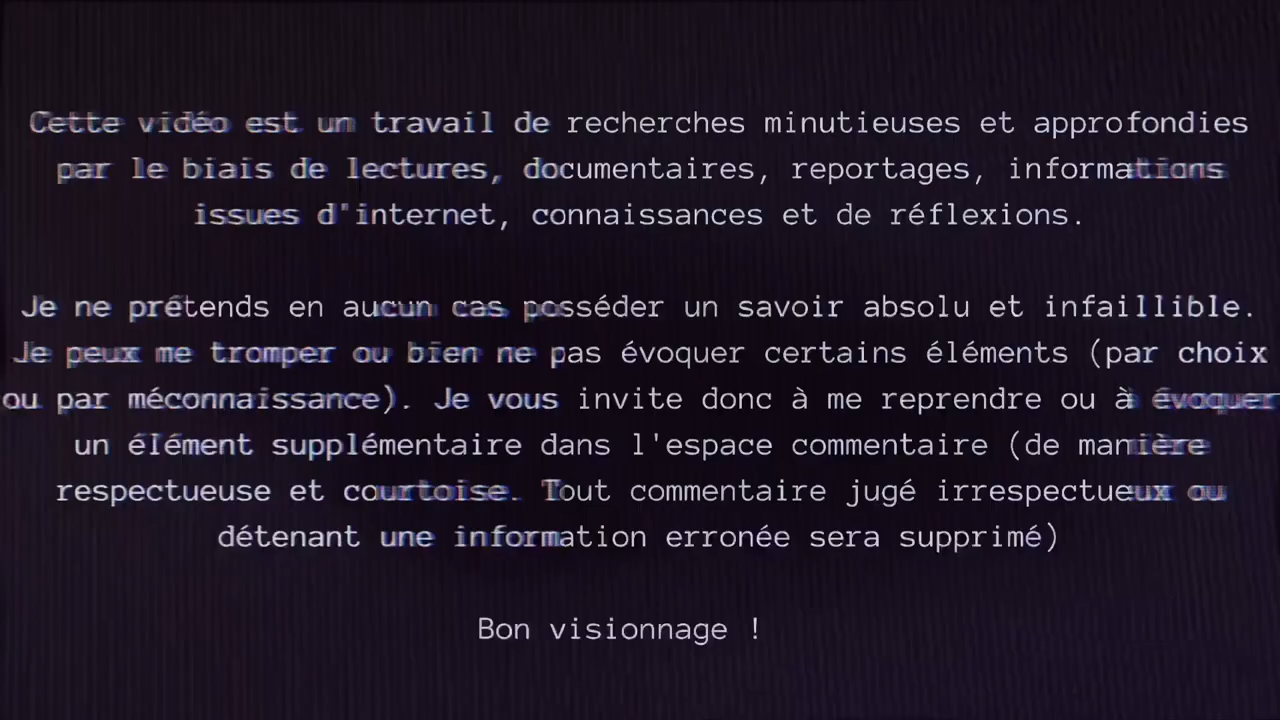 Cette vidéo est un travail de recherches minutieuses et approfondies
par le biais de lectures, documentaires, reportages, informations
issues d'internet, connaissances et de réflexions.
Je ne prétends en aucun cas posséder un savoir absolu et infaillible.
Je peux me tromper ou bien ne pas évoquer certains éléments (par choix
ou par méconnaissance). Je vous invite donc à me reprendre ou à évoquer
un élément supplémentaire dans l'espace commentaire (de manière
respectueuse et courtoise. Tout commentaire jugé irrespectueux ou
détenant une information erronée sera supprimé)
Bon visionnage !